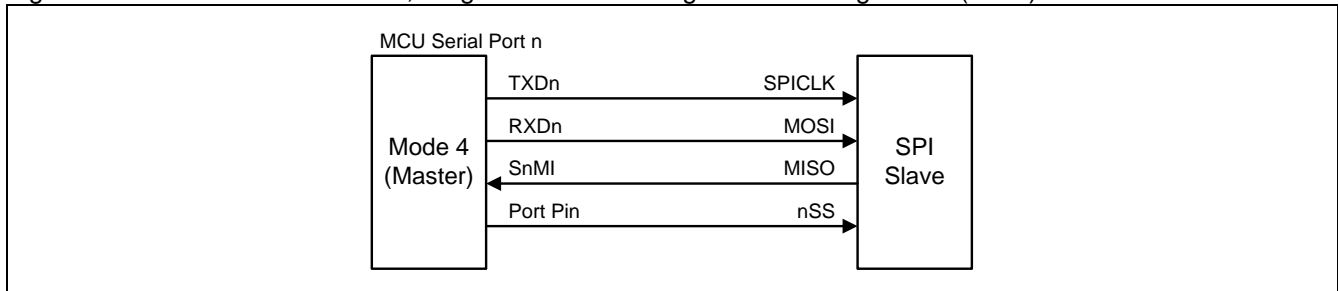 MCU Serial Port n
TXDn SPICLK
RXDn MOSI
Mode 4
(Master)
SPI
Slave
SnMI MISO
Port Pin nSS